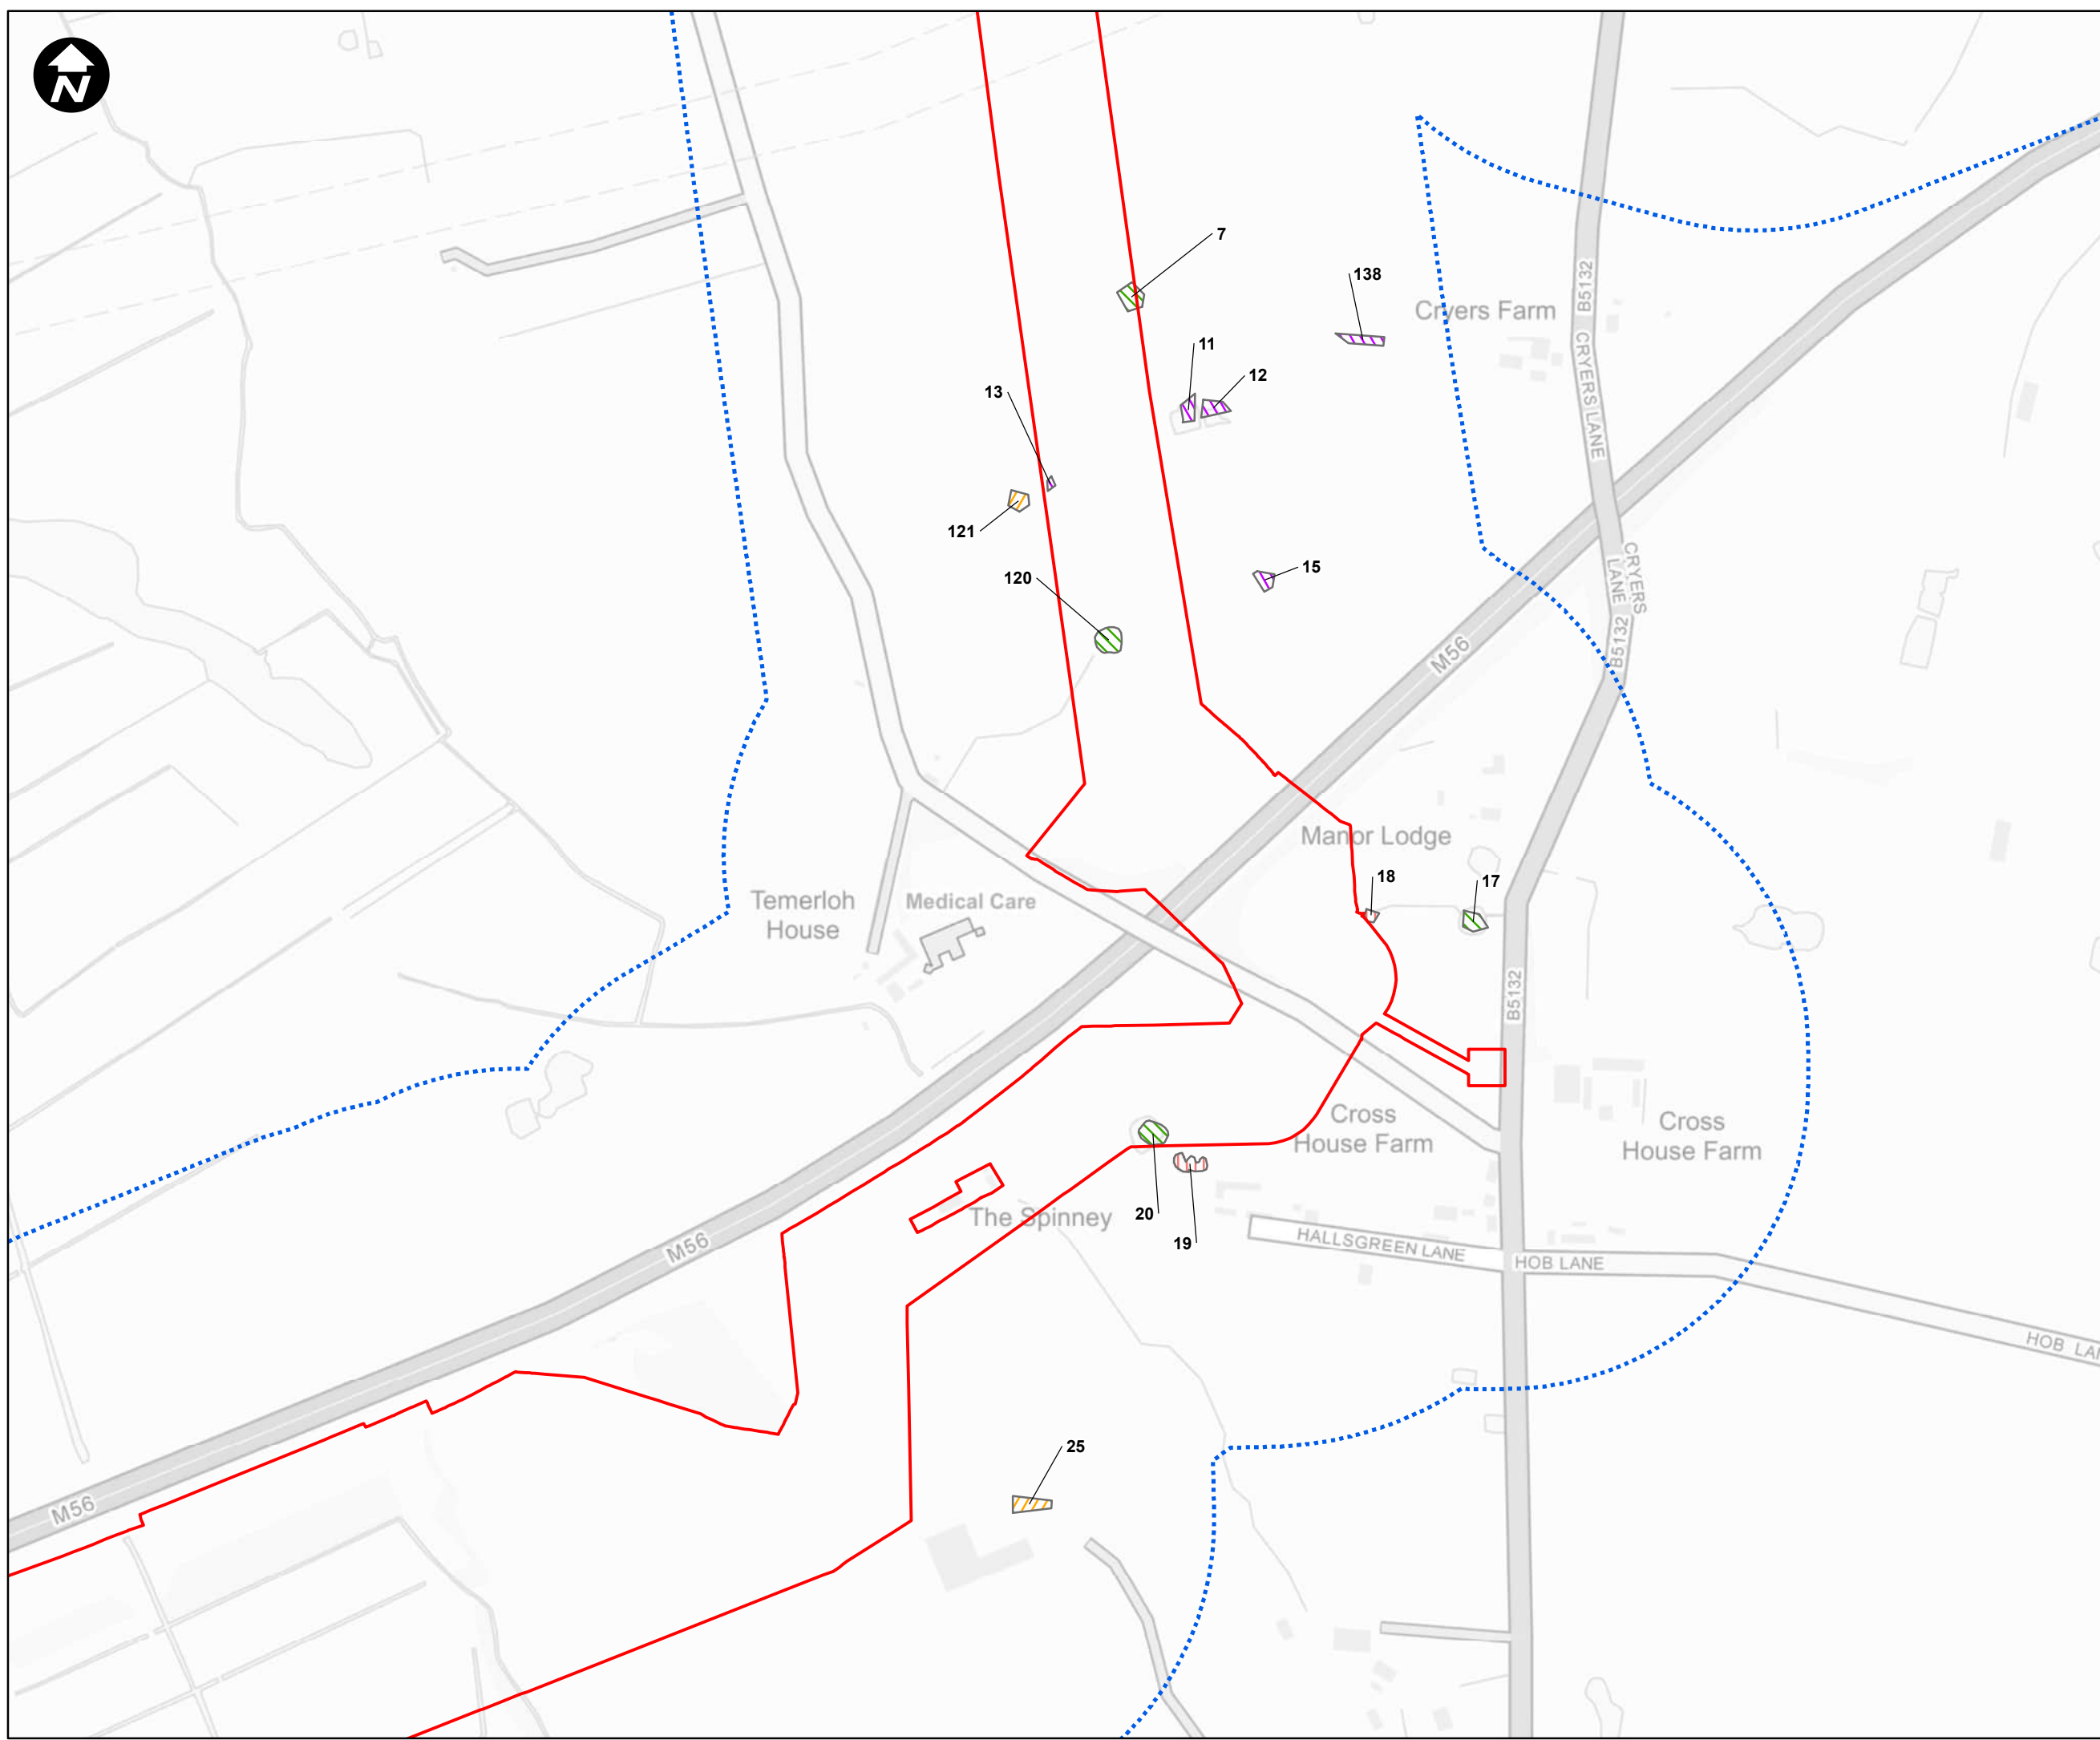 N
7
138
Cryers Farm
B5132
CRYERS LANE
11
12
13
121
120
15
CRYERS
LANE
B5132
M56
Manor Lodge
18
17
Temerloh
House
Medical Care
B5132
Cross
House Farm
Cross
House Farm
20
19
The Spinney
M56
HALLSGREEN LANE
HOB LANE
HOB LA
25
M56